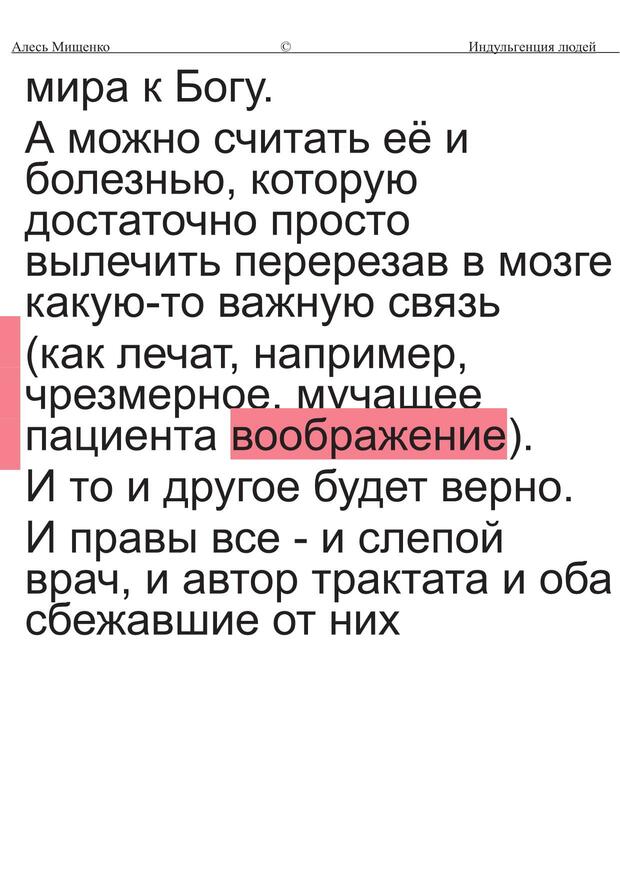 Алесь Мищенко © Индульгенция людей
мира к Богу.
А можно считать её и
болезнью, которую
достаточно просто
вылечить перерезав в мозге
какую-то важную связь
(как лечат, например,
чрезмерное, мучащее
пациента воображение).
И то и другое будет верно.
И правы все - и слепой
врач, и автор трактата и оба
сбежавшие от них